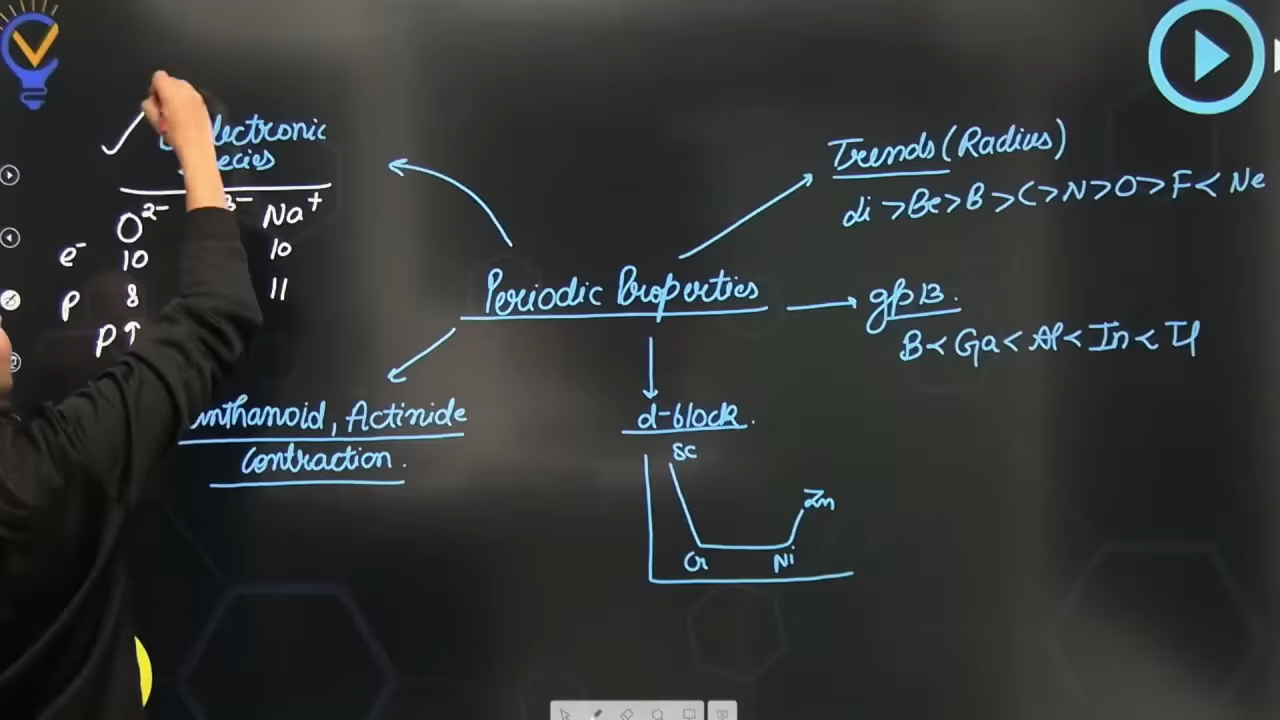 lectronic
ecies
O²⁻ 3- Na⁺
e⁻ 10 10
p 8 11
p↑
Trends (Radius)
Li > Be > B > C > N > O > F < Ne
Periodic Properties
gp 13.
B < Ga < Al < In < Tl
nthanoid, Actinide
Contraction.
d-block.
Sc
Zn
Cr Ni